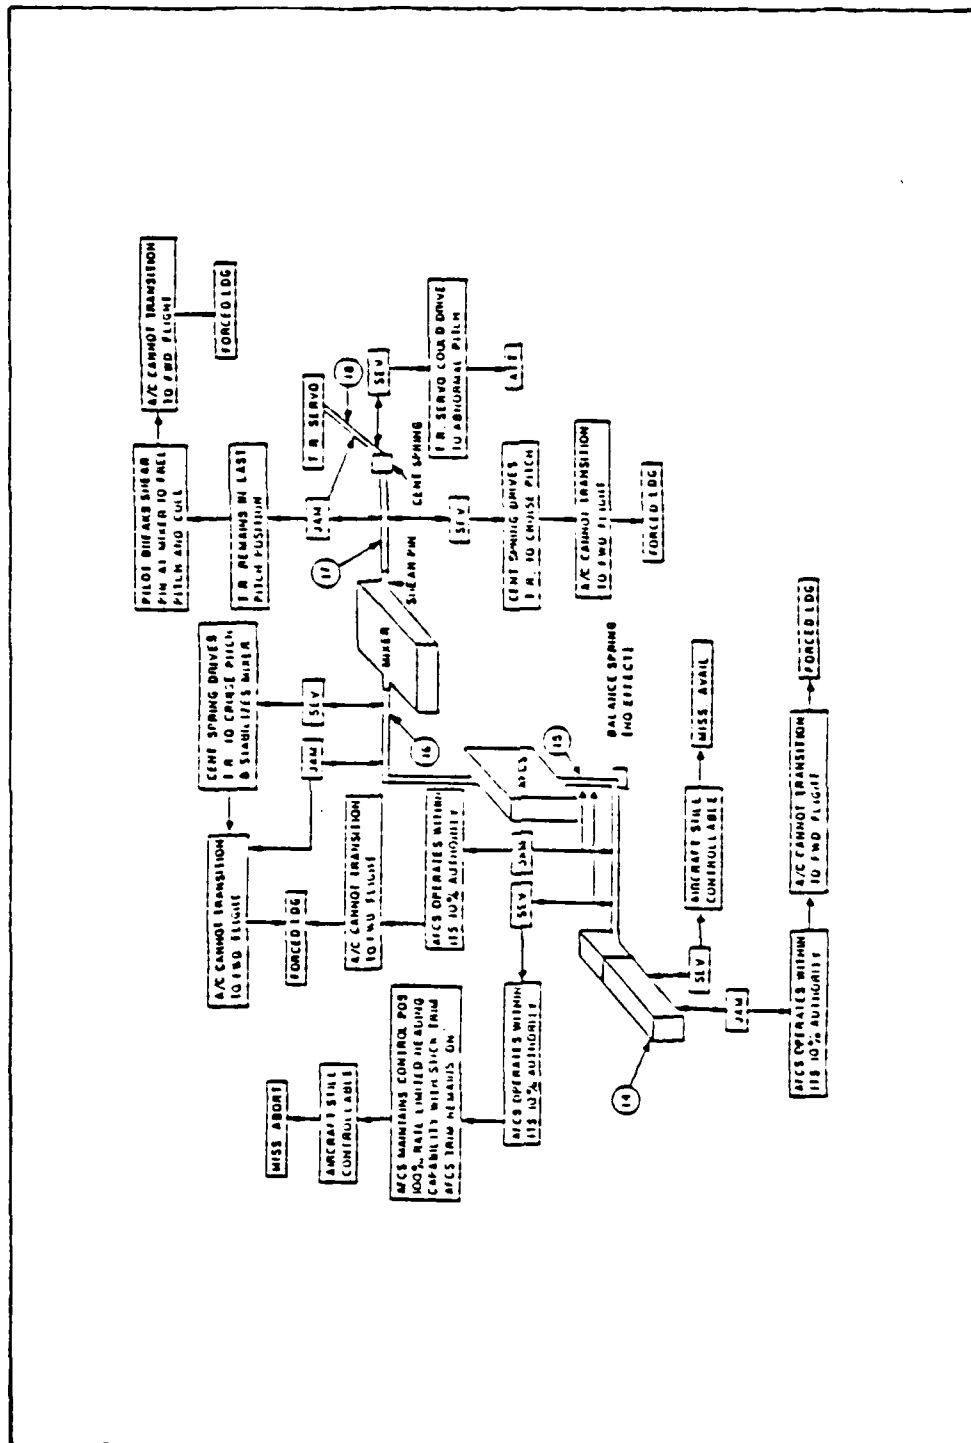 MISS ABORT
AIRCRAFT STILL
CONTROLLABLE
AFCS MAINTAINS CONTROL POS
100% RATE LIMITED HEADING
CAPABILITY WITH STICK TRIM
AFCS TRIM REMAINS ON
AFCS OPERATES WITHIN
ITS 10% AUTHORITY
A/C CANNOT TRANSITION
TO FWD FLIGHT
FORCED LDG
A/C CANNOT TRANSITION
TO FWD FLIGHT
AFCS OPERATES WITHIN
ITS 10% AUTHORITY
CENT SPRING DRIVES
T.R. TO CRUISE PITCH
& STABILIZES MIXER
JAM
SEV
PILOT BREAKS SHEAR
PIN AT MIXER TO FREE
PITCH AND COLL
A/C CANNOT TRANSITION
TO FWD FLIGHT
FORCED LDG
T.R. REMAINS IN LAST
PITCH POSITION
JAM
T.R. SERVO
18
SEV
T.R. SERVO COULD DRIVE
TO ABNORMAL PITCH
CENT SPRING
17
SHEAR PIN
MIXER
16
SEV
CENT SPRING DRIVES
T.R. TO CRUISE PITCH
A/C CANNOT TRANSITION
TO FWD FLIGHT
FORCED LDG
SEV
AFCS
15
BALANCE SPRING
(NO EFFECT)
14
SEV
AIRCRAFT STILL
CONTROLLABLE
MISS AVAIL
JAM
AFCS OPERATES WITHIN
ITS 10% AUTHORITY
A/C CANNOT TRANSITION
TO FWD FLIGHT
FORCED LDG